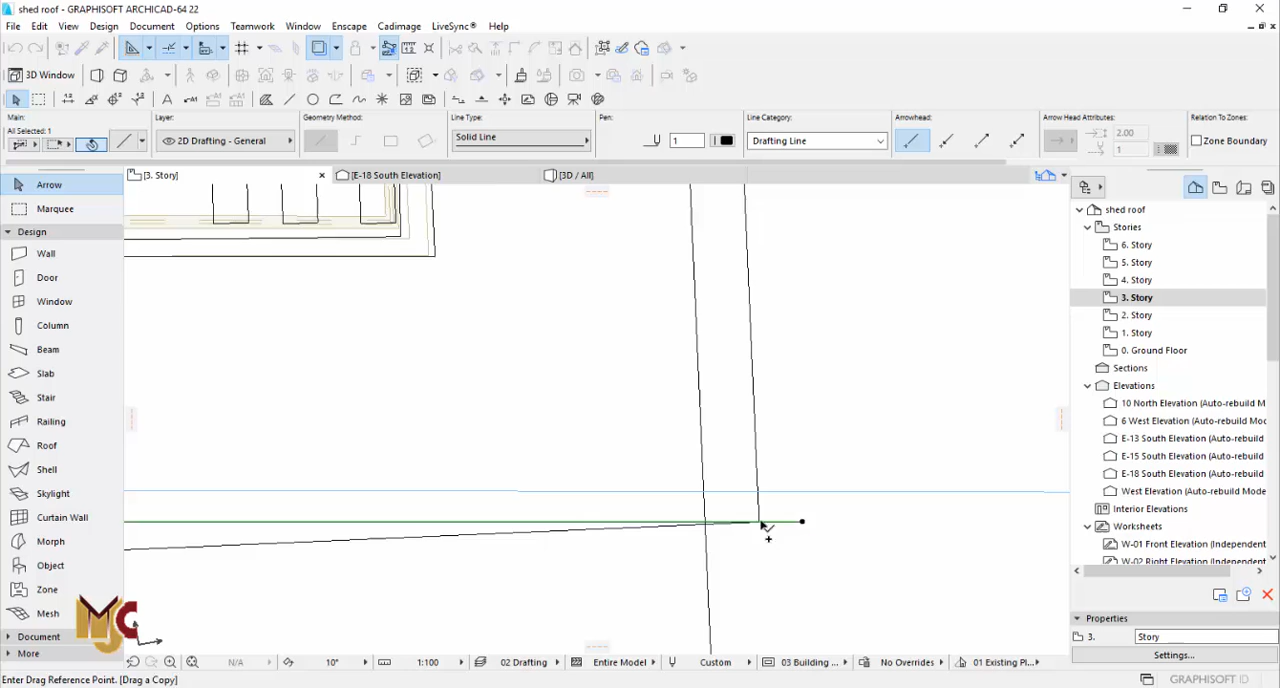 shed roof - GRAPHISOFT ARCHICAD-64 22
File Edit View Design Document Options Teamwork Window Enscape Cadimage LiveSync® Help
3D Window
Main: Layer: Geometry Method: Pen: Line Type: Line Category: Arrowhead: Arrow Head Attributes: Relation To Zones:
All Selected: 1
2D Drafting - General Solid Line 1 Drafting Line 2.00 1 Zone Boundary
[3. Story] [E-18 South Elevation] [3D / All]
Arrow
Marquee
Design
Wall
Door
Window
Column
Beam
Slab
Stair
Railing
Roof
Shell
Skylight
Curtain Wall
Morph
Object
Zone
Mesh
Document
More
MJC
shed roof
Stories
6. Story
5. Story
4. Story
3. Story
2. Story
1. Story
0. Ground Floor
Sections
Elevations
10 North Elevation (Auto-rebuild M
6 West Elevation (Auto-rebuild Mo
E-13 South Elevation (Auto-rebuild
E-15 South Elevation (Auto-rebuild
E-18 South Elevation (Auto-rebuild
West Elevation (Auto-rebuild Mode
Interior Elevations
Worksheets
W-01 Front Elevation (Independent
W-02 Right Elevation (Independent
Properties
3. Story
Settings...
N/A 10° 1:100 02 Drafting Entire Model Custom 03 Building ... No Overrides 01 Existing Pl...
Enter Drag Reference Point. [Drag a Copy]
GRAPHISOFT ID